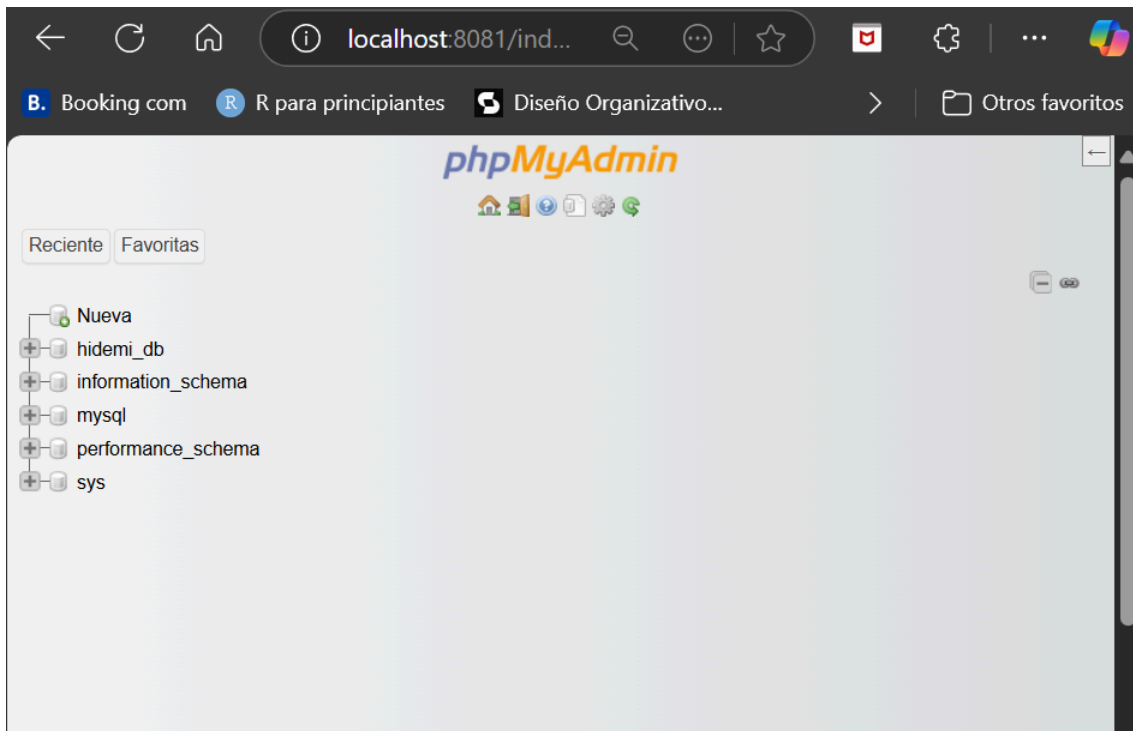 localhost:8081/ind...
B. Booking com R R para principiantes S Diseño Organizativo... Otros favoritos
phpMyAdmin
Reciente Favoritas
Nueva
hidemi_db
information_schema
mysql
performance_schema
sys